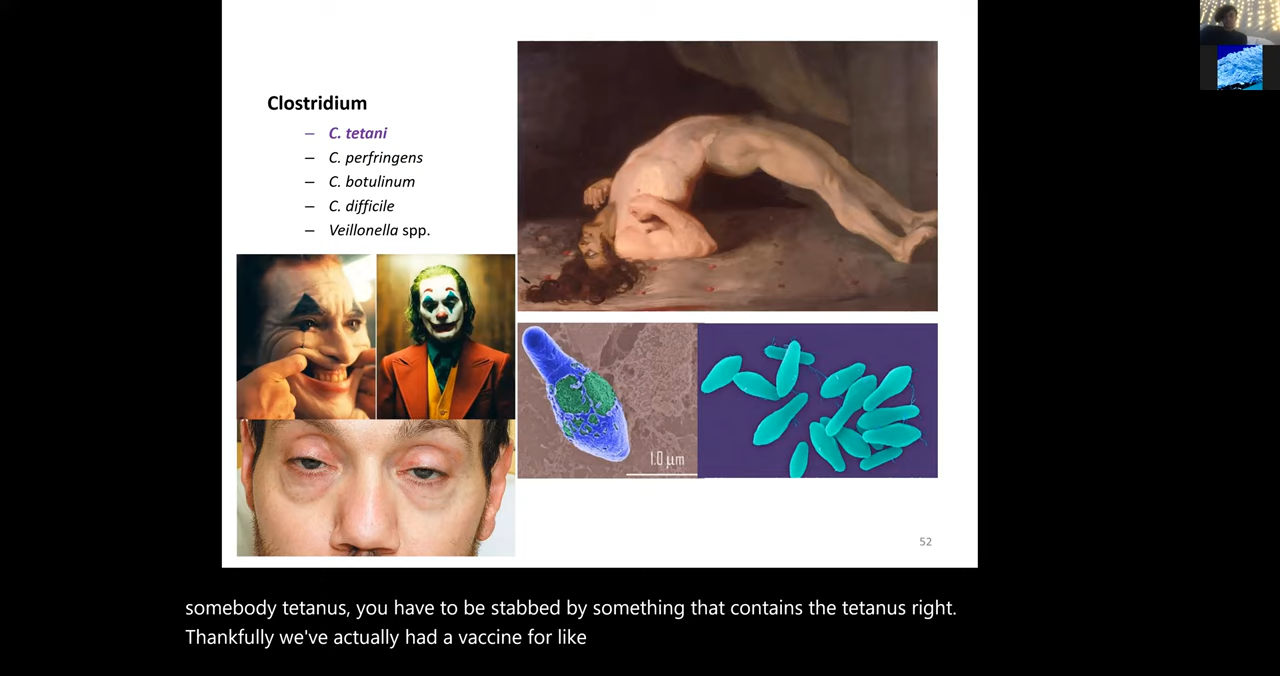 Clostridium
– C. tetani
– C. perfringens
– C. botulinum
– C. difficile
– Veillonella spp.
1.0 µm
52
somebody tetanus, you have to be stabbed by something that contains the tetanus right.
Thankfully we've actually had a vaccine for like